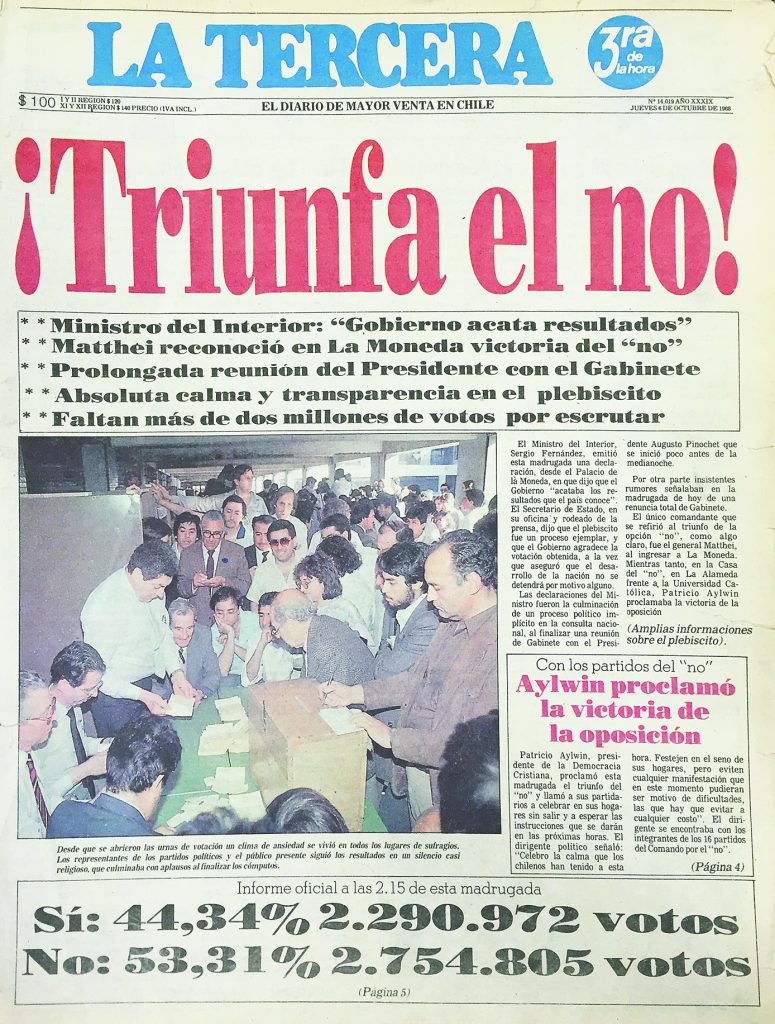 LA TERCERA
3ra
de
la hora
$ 100 I Y II REGION $ 120
XI Y XII REGION $ 140 PRECIO (IVA INCL.)
EL DIARIO DE MAYOR VENTA EN CHILE
Nº 14.019 AÑO XXXIX
JUEVES 6 DE OCTUBRE DE 1988
¡Triunfa el no!
* * Ministro del Interior: “Gobierno acata resultados”
* * Matthei reconoció en La Moneda victoria del “no”
* * Prolongada reunión del Presidente con el Gabinete
* * Absoluta calma y transparencia en el plebiscito
* * Faltan más de dos millones de votos por escrutar
El Ministro del Interior,
Sergio Fernández, emitió
esta madrugada una decla-
ración, desde el Palacio de
la Moneda, en que dijo que el
Gobierno “acataba los re-
sultados que el país conoce”.
El Secretario de Estado, en
su oficina y rodeado de la
prensa, dijo que el plebiscito
fue un proceso ejemplar, y
que el Gobierno agradece la
votación obtenida, a la vez
que aseguró que el desa-
rrollo de la nación no se
detendrá por motivo alguno.
Las declaraciones del Mi-
nistro fueron la culminación
de un proceso político im-
plícito en la consulta nacio-
nal, al finalizar una reunión
de Gabinete con el Presi-
dente Augusto Pinochet que
se inició poco antes de la
medianoche.
Por otra parte insistentes
rumores señalaban en la
madrugada de hoy de una
renuncia total de Gabinete.
El único comandante que
se refirió al triunfo de la
opción “no”, como algo
claro, fue el general Matthei,
al ingresar a La Moneda.
Mientras tanto, en la Casa
del “no”, en La Alameda
frente a la Universidad Ca-
tólica, Patricio Aylwin
proclamaba la victoria de la
oposición
(Amplias informaciones
sobre el plebiscito).
Con los partidos del “no”
Aylwin proclamó
la victoria de
la oposición
Patricio Aylwin, presi-
dente de la Democracia
Cristiana, proclamó esta
madrugada el triunfo del
“no” y llamó a sus partida-
rios a celebrar en sus hoga-
res sin salir y a esperar las
instrucciones que se darán
en las próximas horas. El
dirigente político señaló:
“Celebro la calma que los
chilenos han tenido a esta
hora. Festejen en el seno de
sus hogares, pero eviten
cualquier manifestación que
en este momento pudieran
ser motivo de dificultades,
las que hay que evitar a
cualquier costo”. El diri-
gente se encontraba con los
integrantes de los 16 partidos
del Comando por el “no”.
(Página 4)
Desde que se abrieron las urnas de votación un clima de ansiedad se vivió en todos los lugares de sufragios.
Los representantes de los partidos políticos y el público presente siguió los resultados en un silencio casi
religioso, que culminaba con aplausos al finalizar los cómputos.
Informe oficial a las 2.15 de esta madrugada
Sí: 44,34% 2.290.972 votos
No: 53,31% 2.754.805 votos
(Página 5)